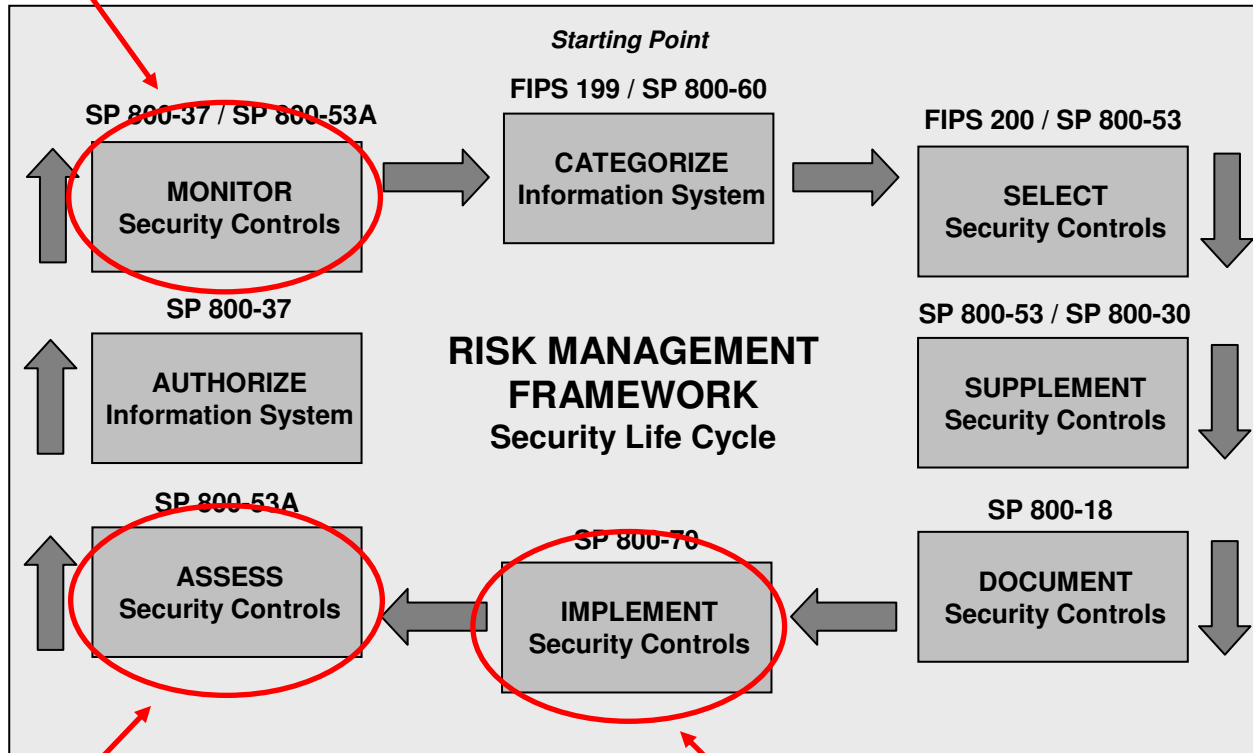 Starting Point
SP 800-37 / SP 800-53A
MONITOR
Security Controls
FIPS 199 / SP 800-60
CATEGORIZE
Information System
FIPS 200 / SP 800-53
SELECT
Security Controls
SP 800-37
AUTHORIZE
Information System
RISK MANAGEMENT
FRAMEWORK
Security Life Cycle
SP 800-53 / SP 800-30
SUPPLEMENT
Security Controls
SP 800-53A
ASSESS
Security Controls
SP 800-70
IMPLEMENT
Security Controls
SP 800-18
DOCUMENT
Security Controls